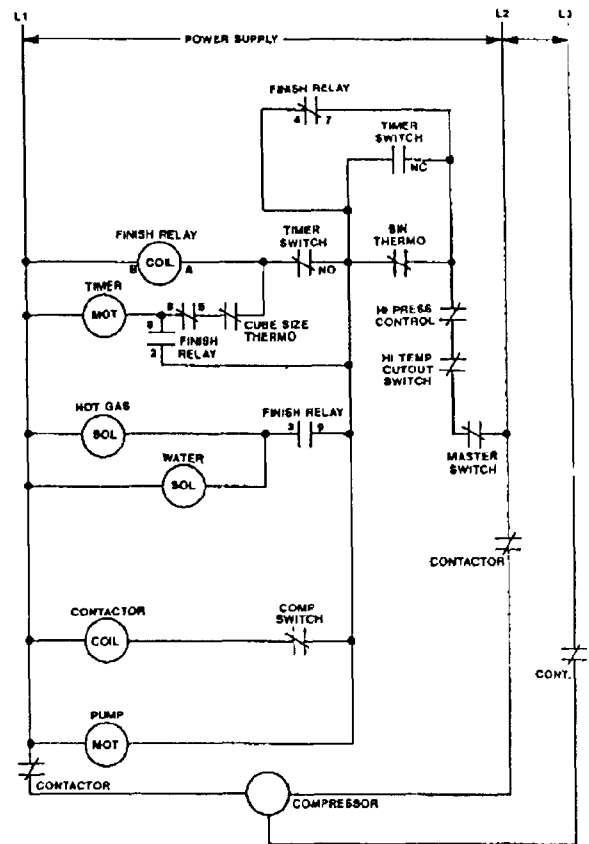 L1
L2
L3
POWER SUPPLY
FINISH RELAY
4 7
TIMER
SWITCH
NC
FINISH RELAY
B COIL A
TIMER
SWITCH
NO
BIN
THERMO
TIMER
MOT
8 5
CUBE SIZE
THERMO
8
2
FINISH
RELAY
HI PRESS
CONTROL
HI TEMP
CUTOUT
SWITCH
HOT GAS
SOL
FINISH RELAY
3 9
MASTER
SWITCH
WATER
SOL
CONTACTOR
CONTACTOR
COIL
COMP
SWITCH
CONT.
PUMP
MOT
CONTACTOR
COMPRESSOR